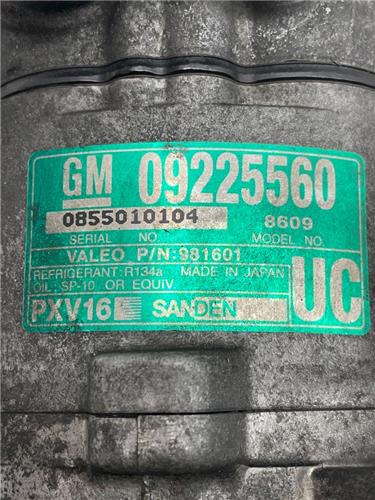 GM 09225560
0855010104 8609
SERIAL NO. MODEL NO.
VALEO P/N:981601
REFRIGERANT:R134a MADE IN JAPAN
OIL: SP-10 OR EQUIV
UC
PXV16 SANDEN